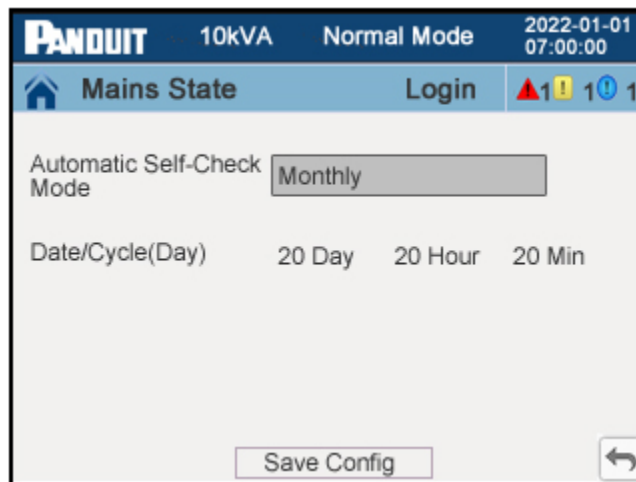 PANDUIT 10kVA Normal Mode 2022-01-01
07:00:00
Mains State Login 1 ! 1 ! 1
Automatic Self-Check
Mode
Monthly
Date/Cycle(Day) 20 Day 20 Hour 20 Min
Save Config